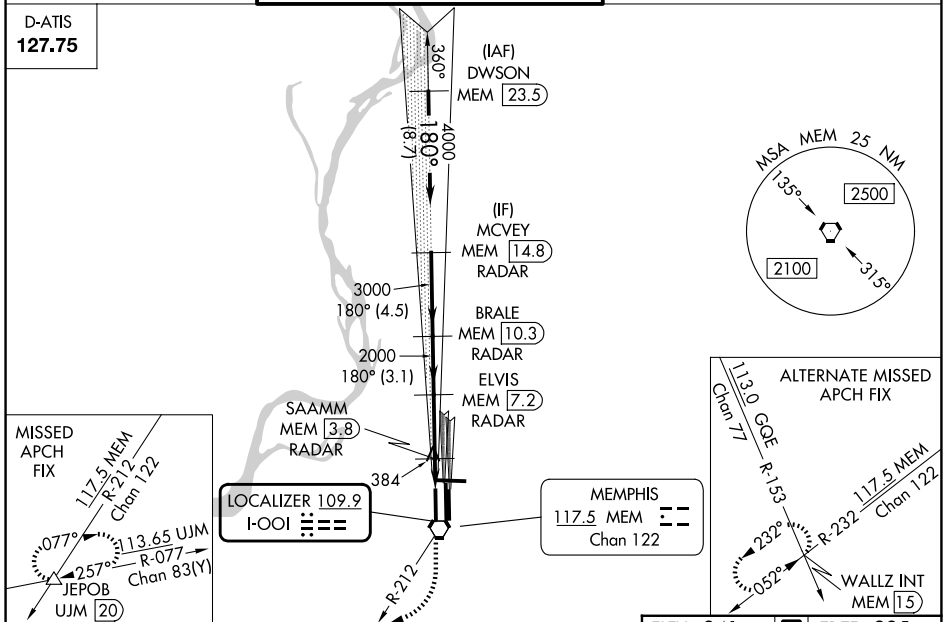 D-ATIS
127.75
360°
(IAF)
DWSON
MEM 23.5
4000
180°
(8.7)
(IF)
MCVEY
MEM 14.8
RADAR
3000
180° (4.5)
BRALE
MEM 10.3
RADAR
2000
180° (3.1)
ELVIS
MEM 7.2
RADAR
SAAMM
MEM 3.8
RADAR
384
MSA MEM 25 NM
135°
2500
2100
315°
MISSED
APCH
FIX
117.5 MEM
R-212
Chan 122
077°
113.65 UJM
R-077
Chan 83(Y)
257°
JEPOB
UJM 20
LOCALIZER 109.9
I-OOI
MEMPHIS
117.5 MEM
Chan 122
R-212
ALTERNATE MISSED
APCH FIX
113.0 GQE
Chan 77
R-153
117.5 MEM
Chan 122
R-232
232°
052°
WALLZ INT
MEM 15